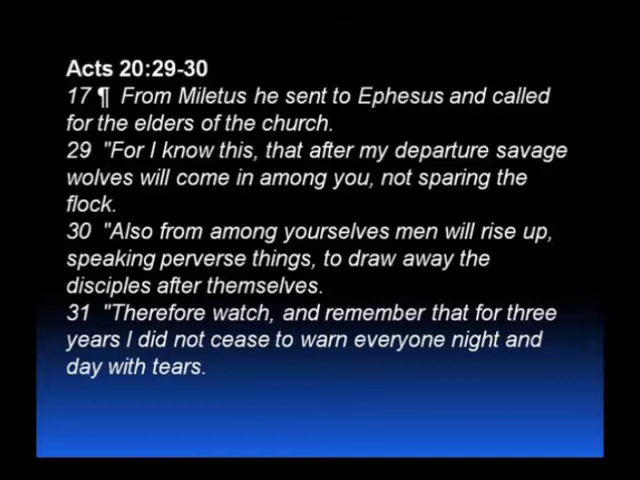 Acts 20:29-30
17 ¶  From Miletus he sent to Ephesus and called
for the elders of the church.
29  "For I know this, that after my departure savage
wolves will come in among you, not sparing the
flock.
30  "Also from among yourselves men will rise up,
speaking perverse things, to draw away the
disciples after themselves.
31  "Therefore watch, and remember that for three
years I did not cease to warn everyone night and
day with tears.